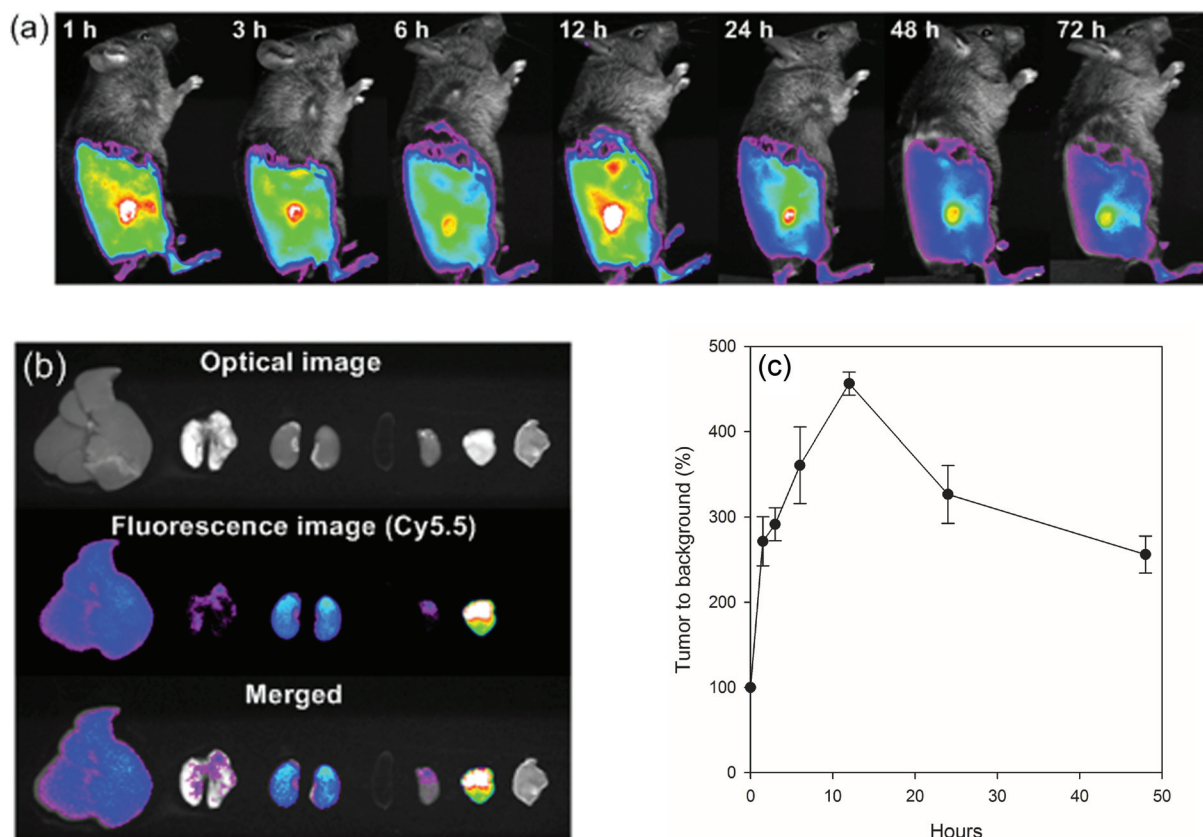 (a)
1 h 3 h 6 h 12 h 24 h 48 h 72 h
(b)
Optical image
Fluorescence image (Cy5.5)
Merged
(c)
Tumor to background (%)
500
400
300
200
100
0
0 10 20 30 40 50
Hours